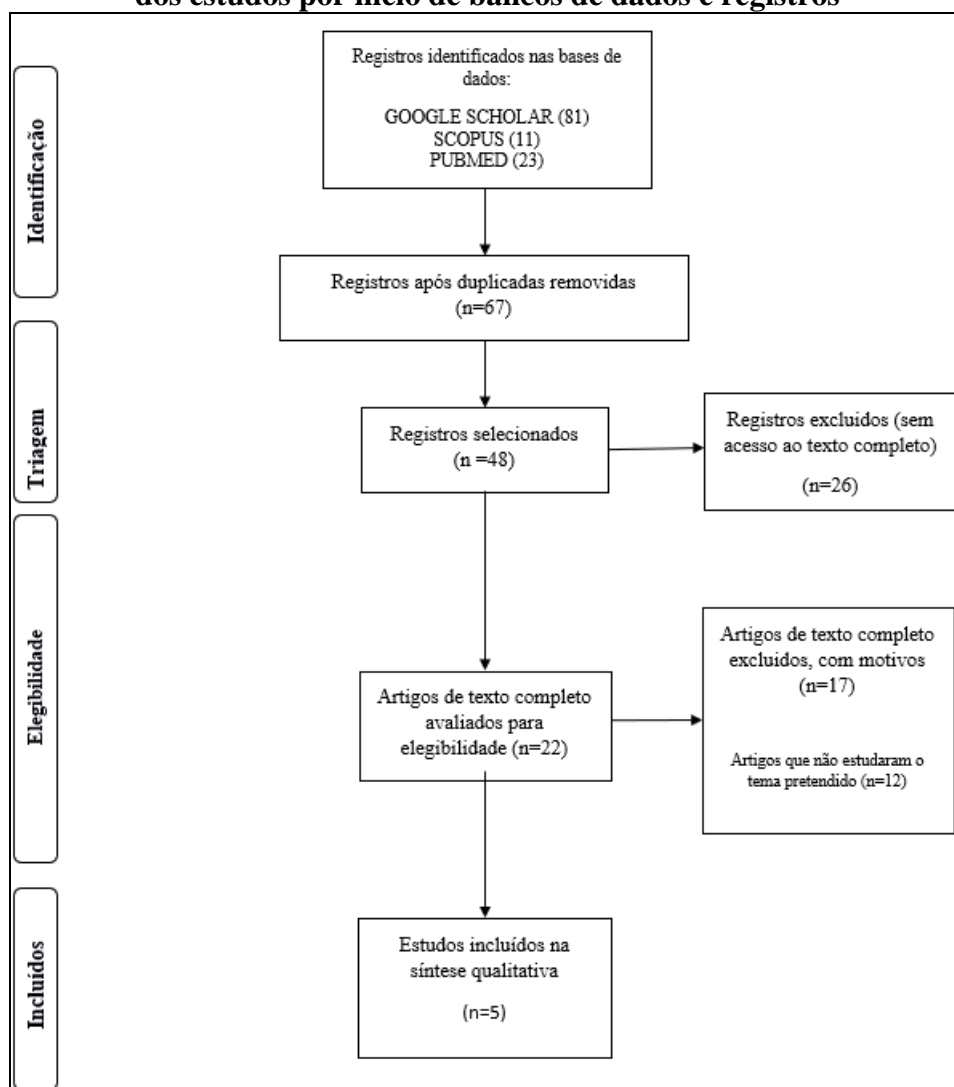 dos estudos por meio de bancos de dados e registros
Identificação
Registros identificados nas bases de
dados:
GOOGLE SCHOLAR (81)
SCOPUS (11)
PUBMED (23)
Registros após duplicadas removidas
(n=67)
Triagem
Registros selecionados
(n =48)
Registros excluidos (sem
acesso ao texto completo)
(n=26)
Elegibilidade
Artigos de texto completo
avaliados para
elegibilidade (n=22)
Artigos de texto completo
excluidos, com motivos
(n=17)
Artigos que não estudaram o
tema pretendido (n=12)
Incluídos
Estudos incluídos na
síntese qualitativa
(n=5)